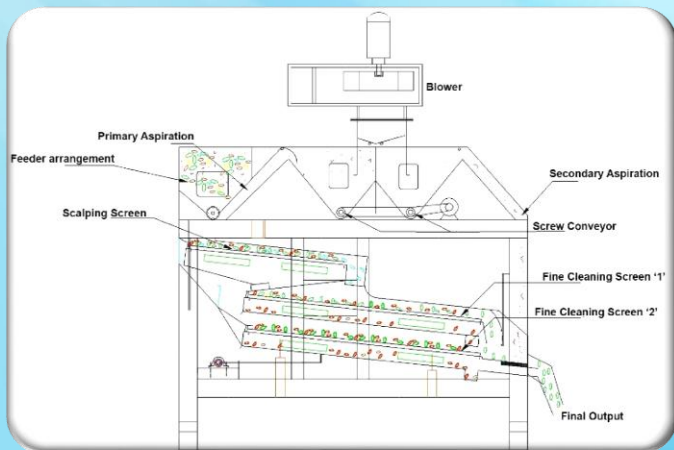 Blower
Primary Aspiration
Feeder arrangement
Secondary Aspiration
Scalping Screen
Screw Conveyor
Fine Cleaning Screen ‘1’
Fine Cleaning Screen ‘2’
Final Output